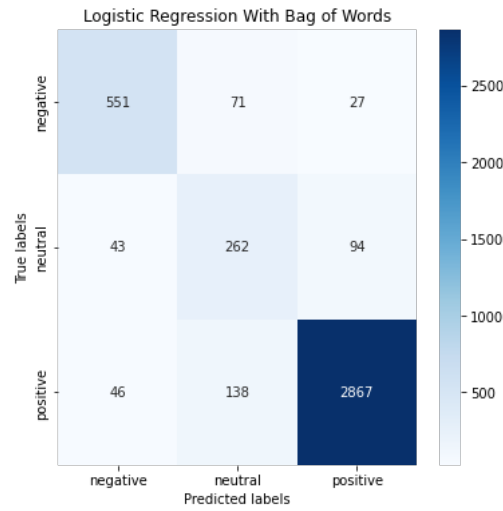 Logistic Regression With Bag of Words
True labels
negative
551 71 27
neutral
43 262 94
positive
46 138 2867
negative neutral positive
Predicted labels
2500
2000
1500
1000
500